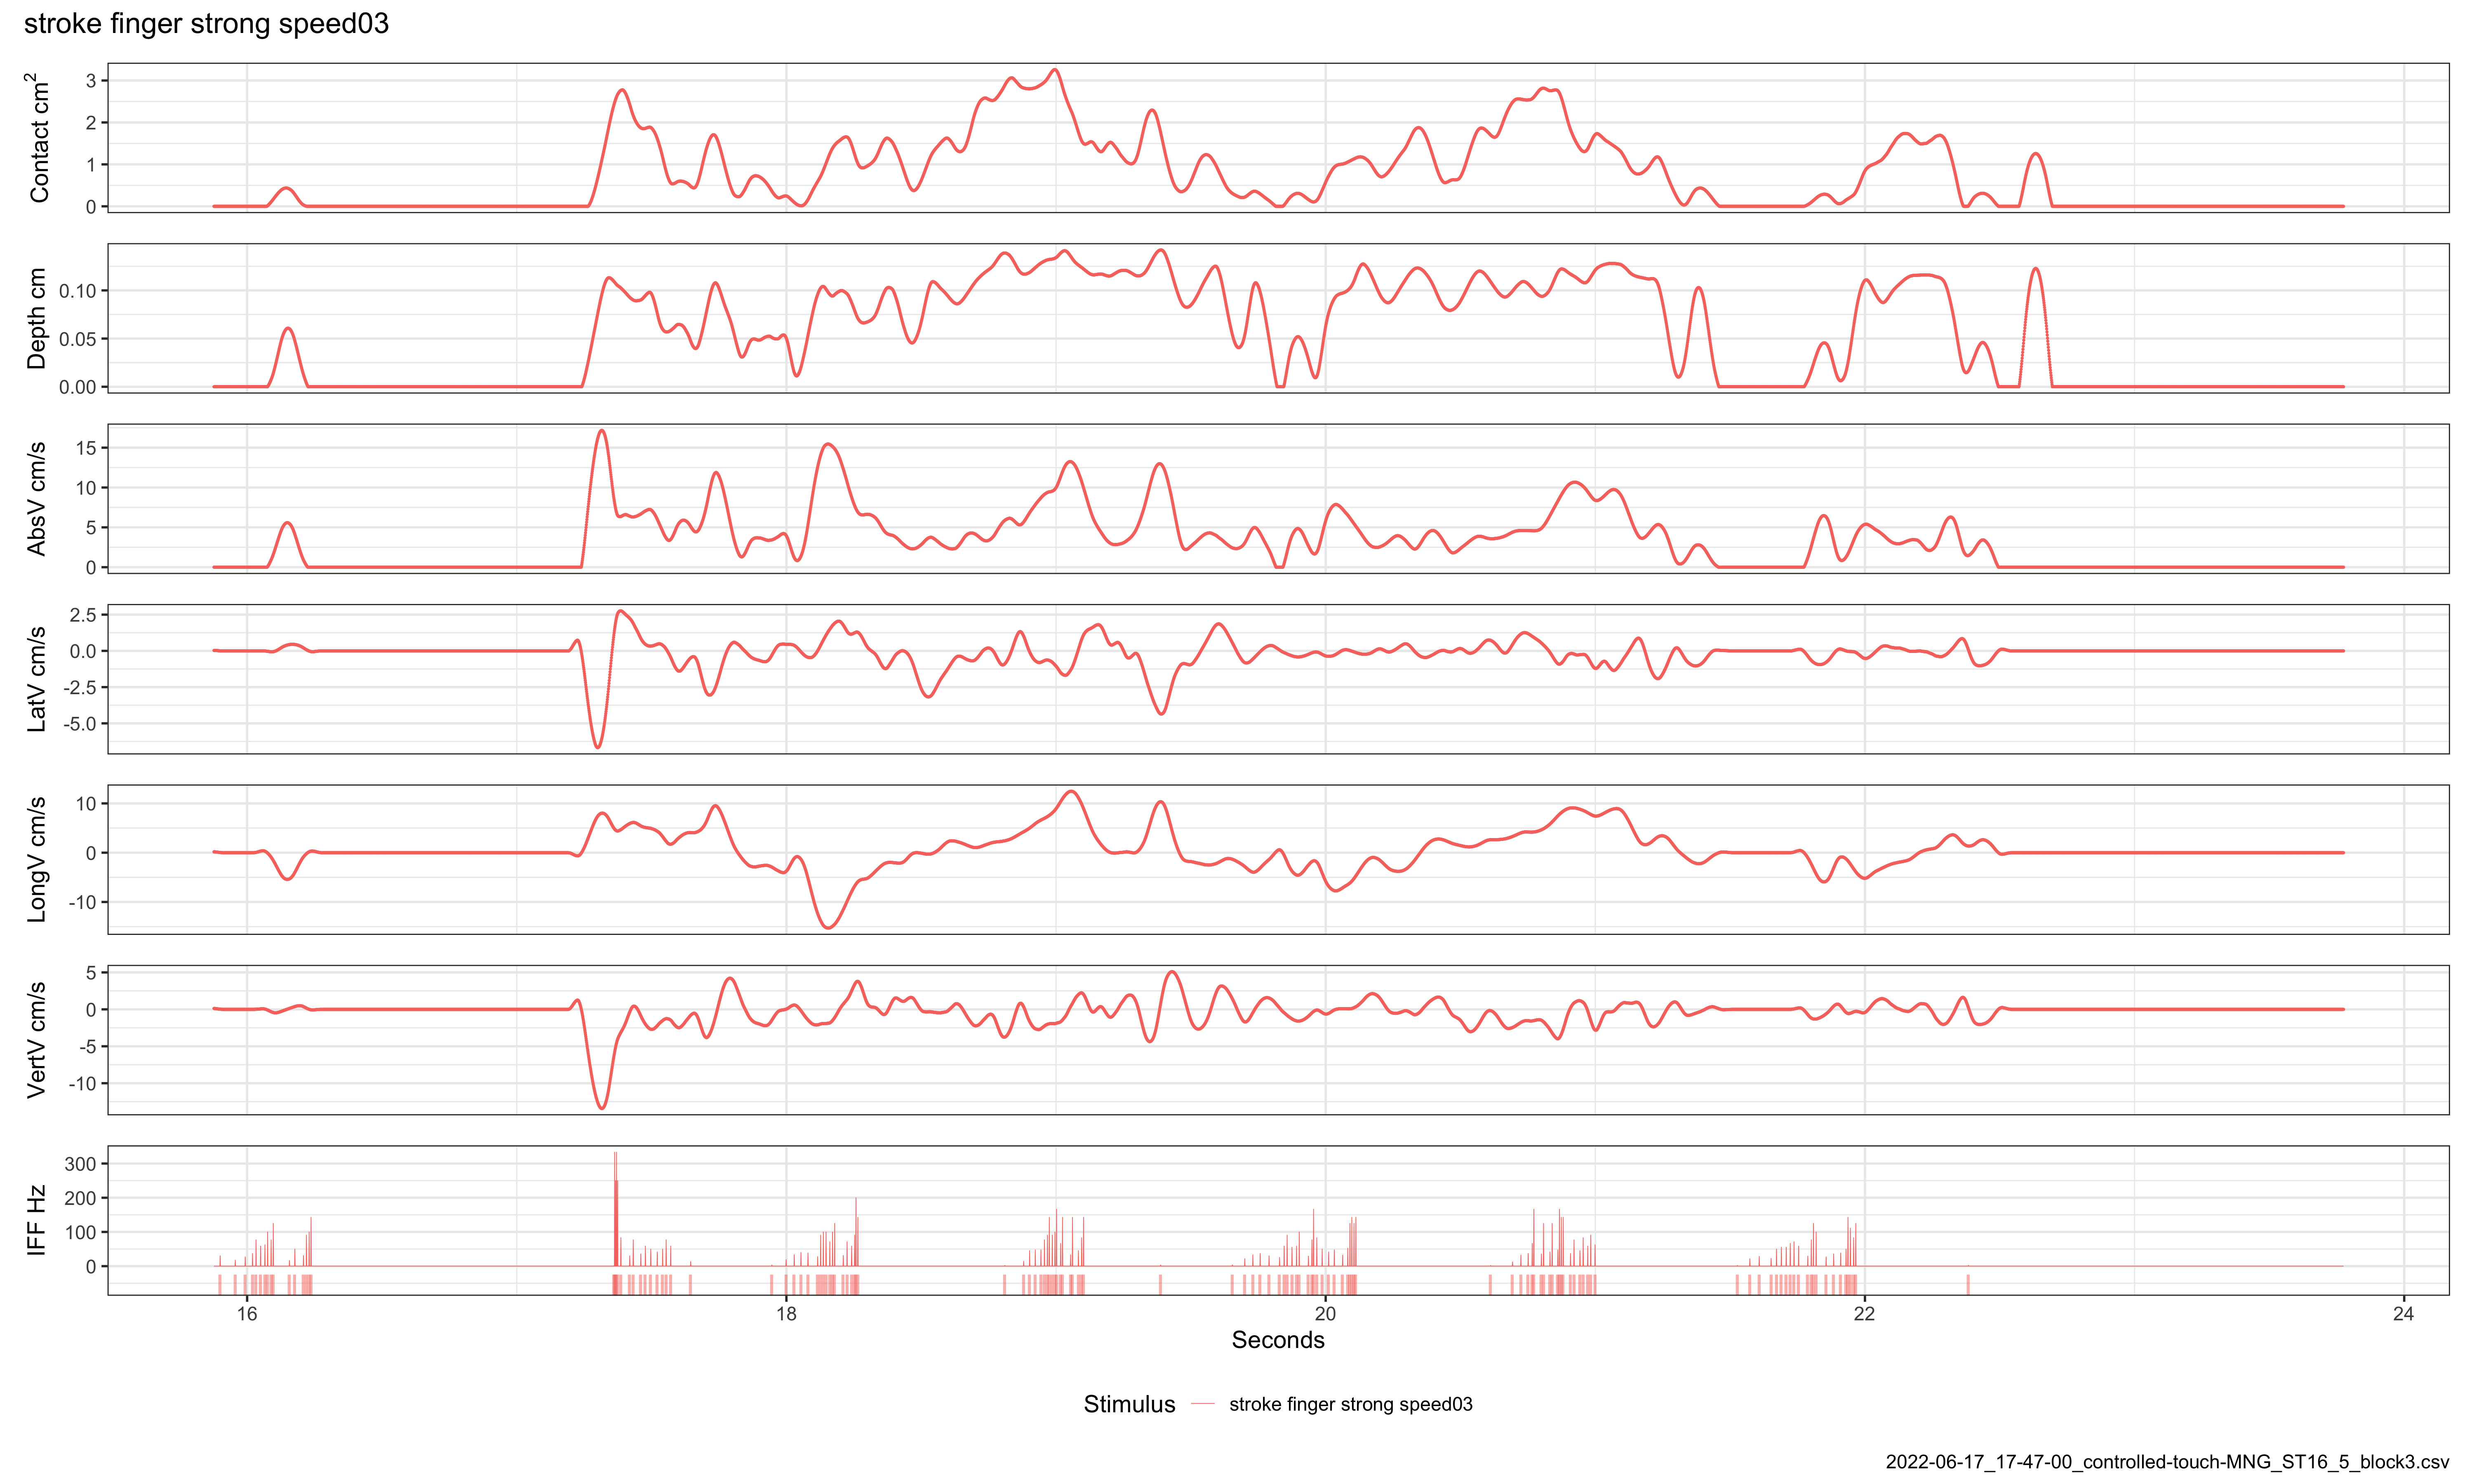 stroke finger strong speed03
Contact cm²
3
2
1
0
Depth cm
0.10
0.05
0.00
AbsV cm/s
15
10
5
0
LatV cm/s
2.5
0.0
-2.5
-5.0
LongV cm/s
10
0
-10
VertV cm/s
5
0
-5
-10
IFF Hz
300
200
100
0
16 18 20 22 24
Seconds
Stimulus stroke finger strong speed03
2022-06-17_17-47-00_controlled-touch-MNG_ST16_5_block3.csv